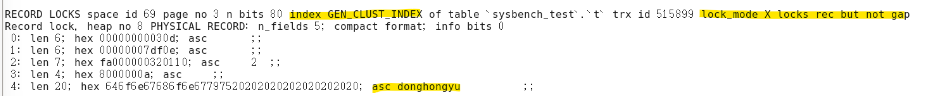 RECORD LOCKS space id 69 page no 3 n bits 80 index GEN_CLUST_INDEX of table `sysbench_test`.`t` trx id 515899 lock_mode X locks rec but not gap
Record lock, heap no 8 PHYSICAL RECORD: n_fields 5; compact format; info bits 0
0: len 6; hex 00000000030d; asc       ;;
1: len 6; hex 00000007df0e; asc       ;;
2: len 7; hex fa000000320110; asc    2  ;;
3: len 4; hex 8000000a; asc     ;;
4: len 20; hex 646f6e67686f6e67797520202020202020202020; asc donghongyu          ;;